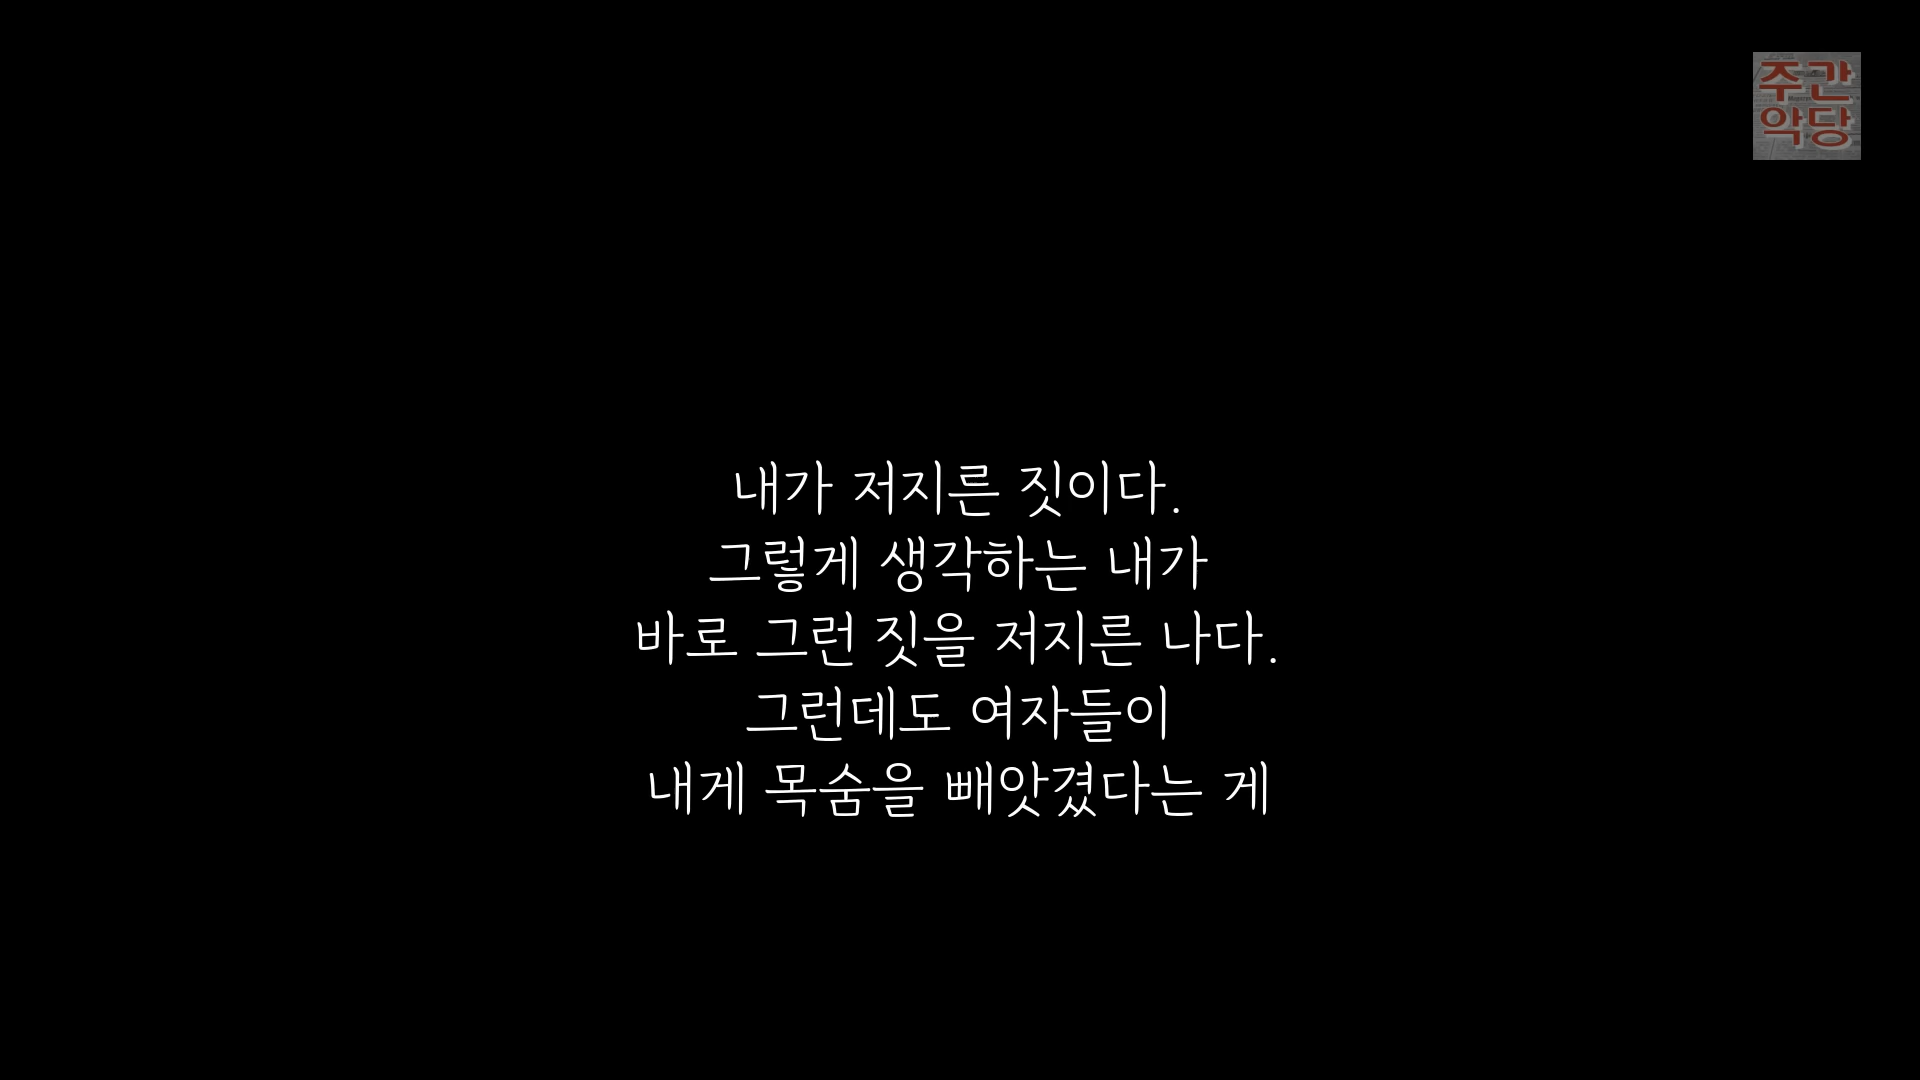 주간
악당
내가 저지른 짓이다.
그렇게 생각하는 내가
바로 그런 짓을 저지른 나다.
그런데도 여자들이
내게 목숨을 빼앗겼다는 게